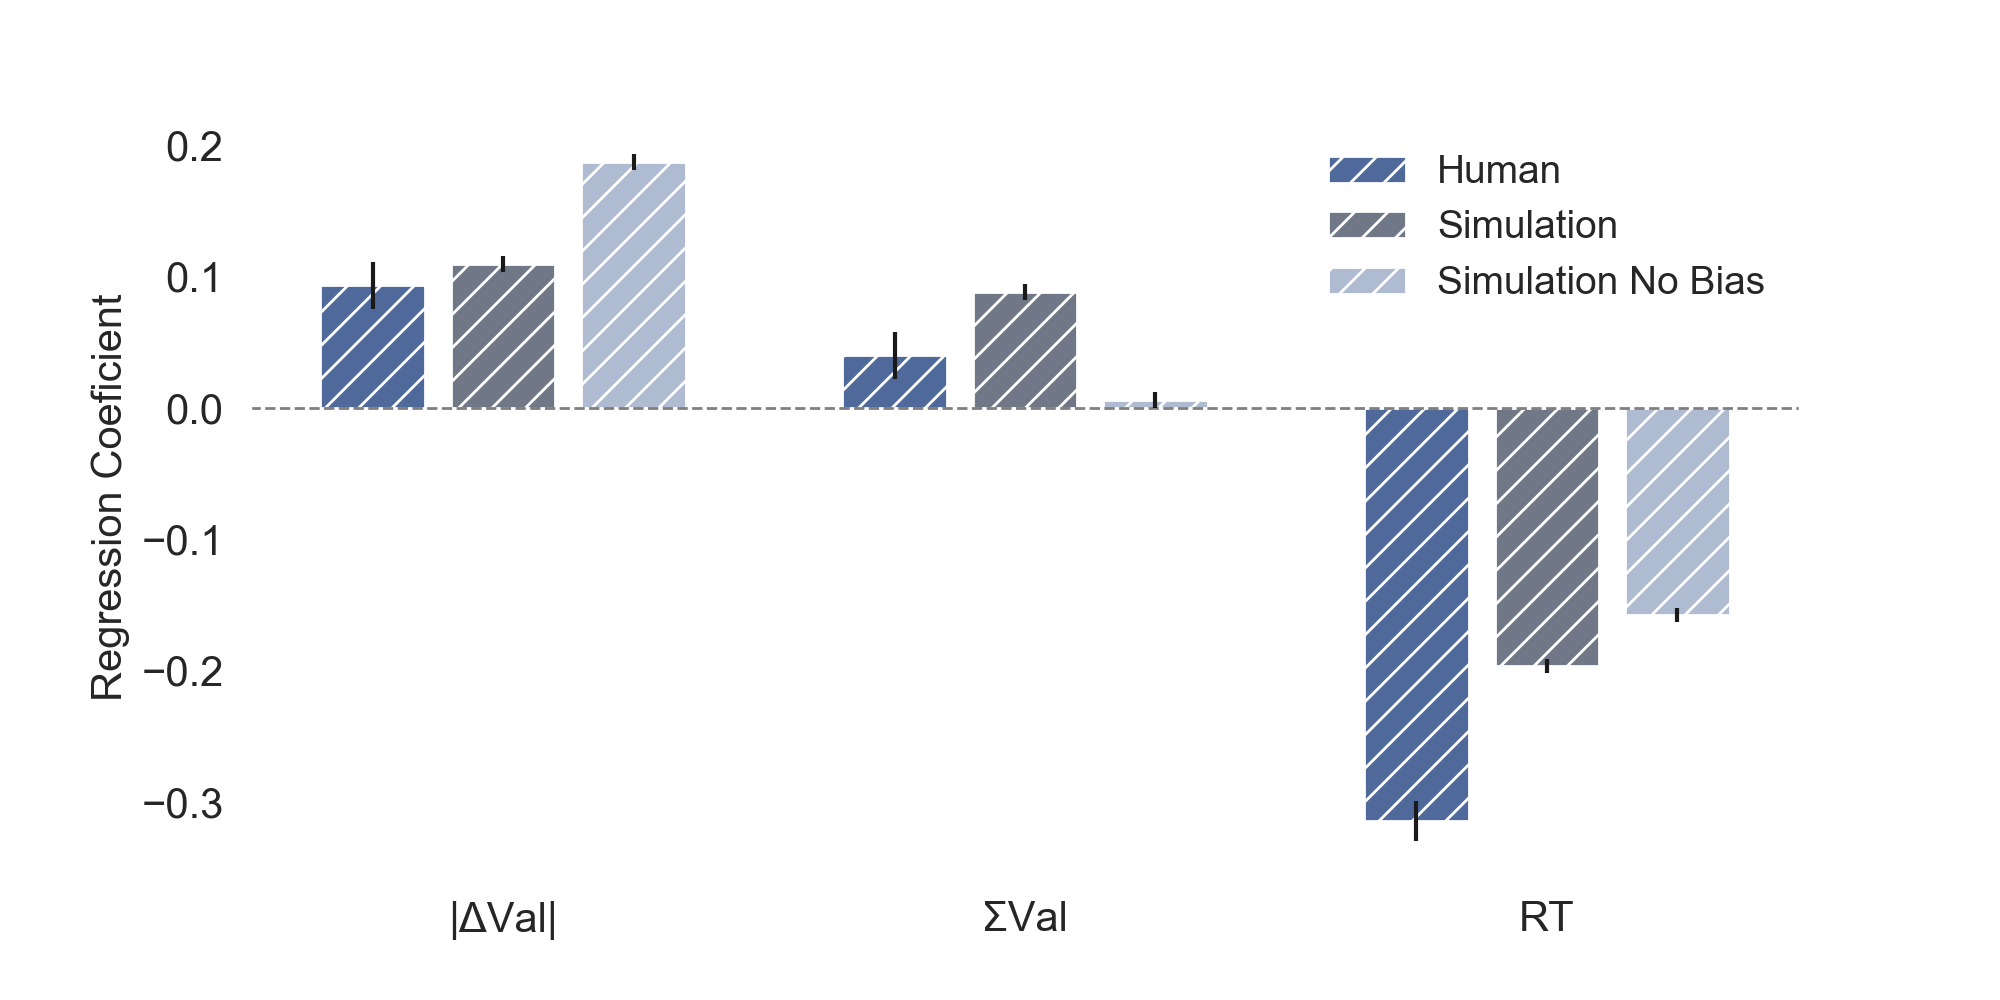 0.2
0.1
0.0
−0.1
−0.2
−0.3
Regression Coeficient
Human
Simulation
Simulation No Bias
|ΔVal|
ΣVal
RT